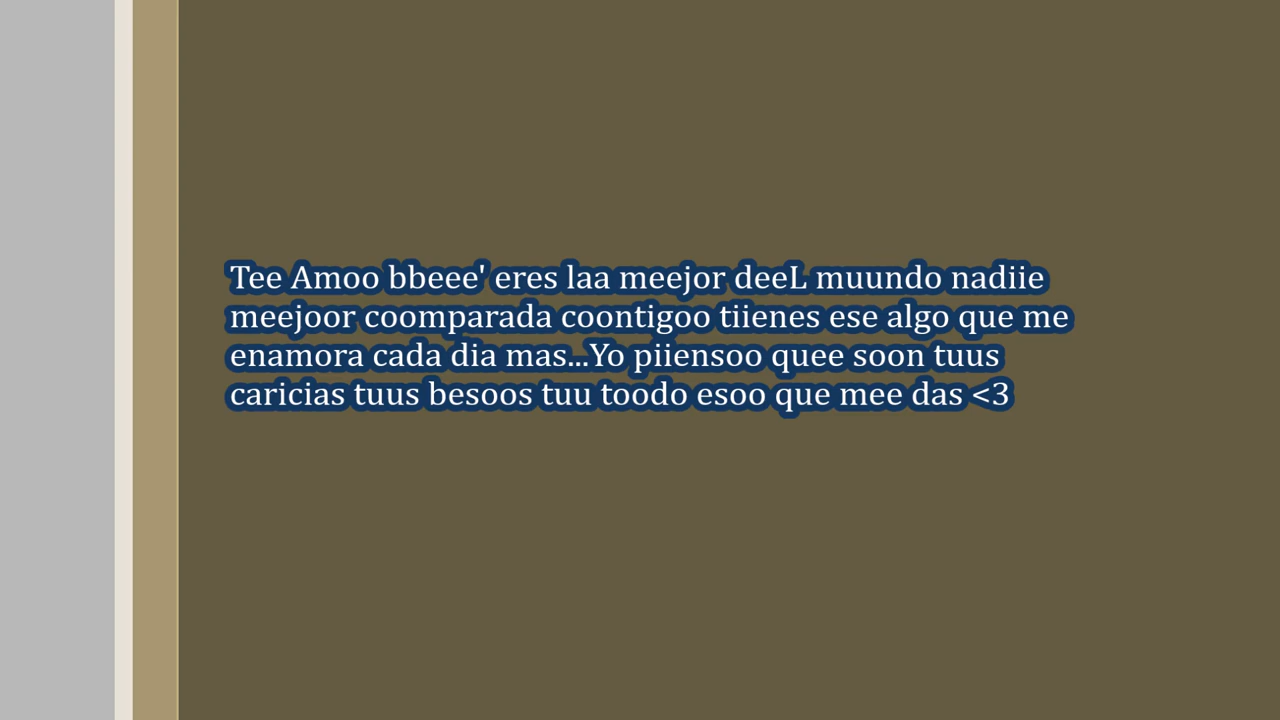 Tee Amoo bbeee' eres laa meejor deeL muundo nadiie
meejoor coomparada coontigoo tiienes ese algo que me
enamora cada dia mas...Yo piiensoo quee soon tuus
caricias tuus besoos tuu toodo esoo que mee das <3